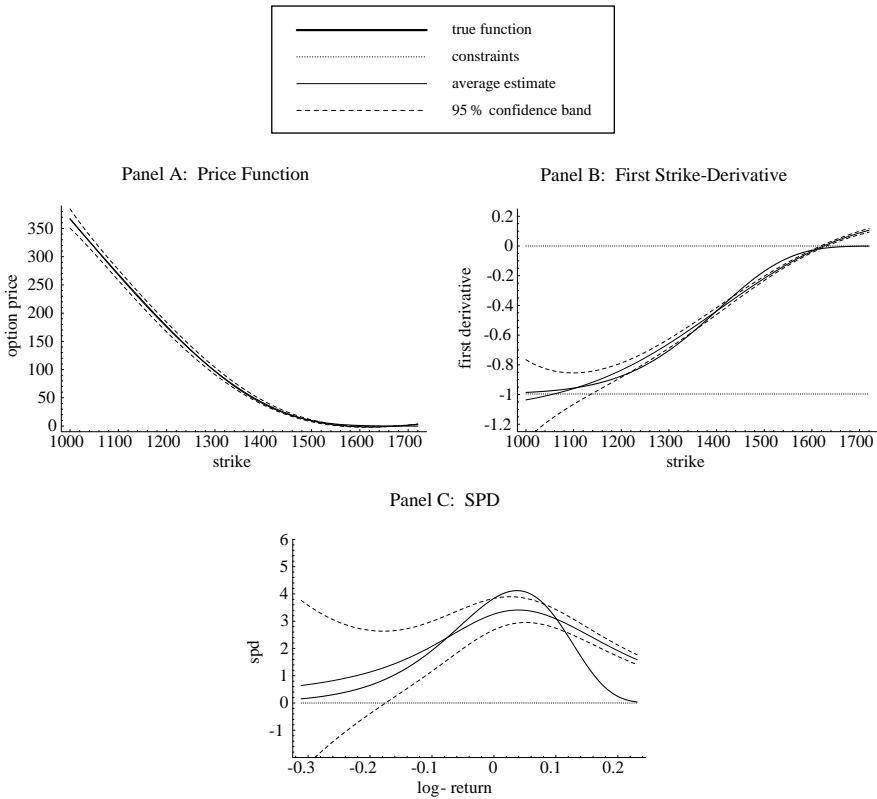 true function
constraints
average estimate
95 % confidence band
Panel A: Price Function
350
300
250
200
150
100
50
0
option price
1000 1100 1200 1300 1400 1500 1600 1700
strike
Panel B: First Strike-Derivative
0.2
0
-0.2
-0.4
-0.6
-0.8
-1
-1.2
first derivative
1000 1100 1200 1300 1400 1500 1600 1700
strike
Panel C: SPD
6
5
4
3
2
1
0
-1
spd
-0.3 -0.2 -0.1 0 0.1 0.2
log- return